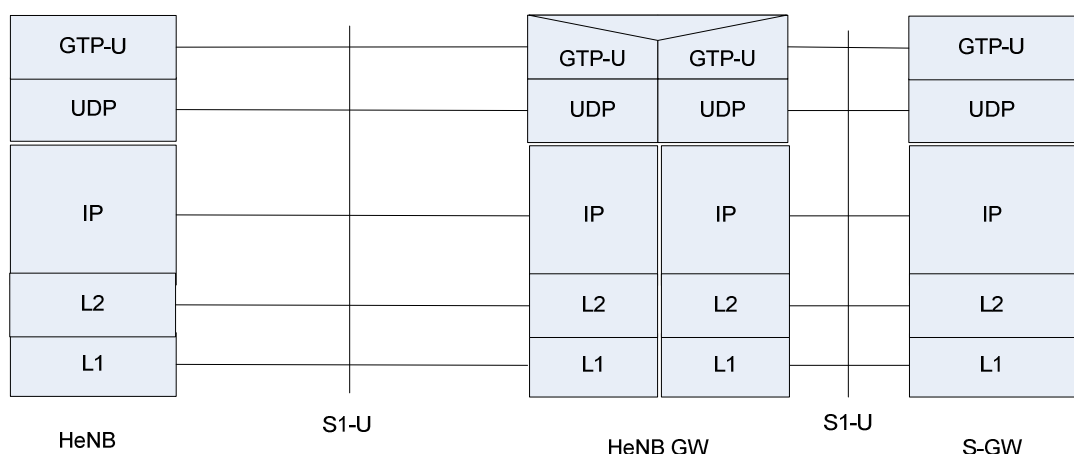 GTP-U
GTP-U GTP-U
GTP-U
UDP
UDP UDP
UDP
IP
IP IP
IP
L2
L2 L2
L2
L1
L1 L1
L1
S1-U
S1-U
HeNB
HeNB GW
S-GW